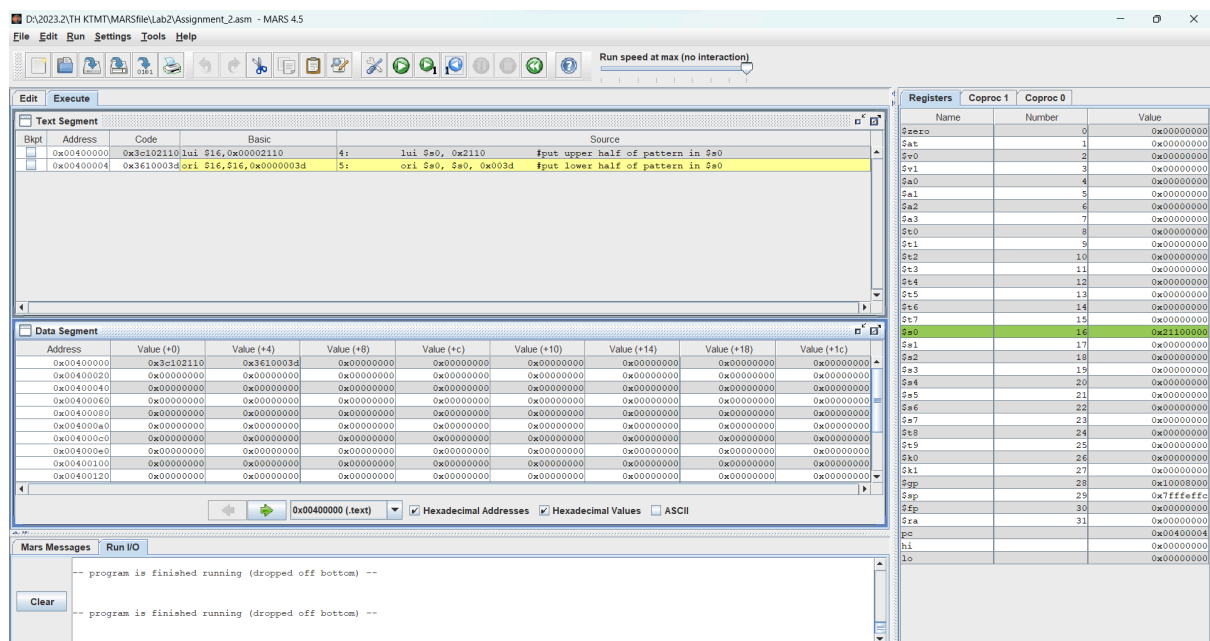 D:\2023.2\TH KTMT\MARSfile\Lab2\Assignment_2.asm - MARS 4.5
File Edit Run Settings Tools Help
Run speed at max (no interaction)
Edit Execute
Text Segment
Bkpt Address Code Basic Source
0x00400000 0x3c102110 lui $16,0x00002110 4: lui $s0, 0x2110 #put upper half of pattern in $s0
0x00400004 0x3610003d ori $16,$16,0x0000003d 5: ori $s0, $s0, 0x003d #put lower half of pattern in $s0
Data Segment
Address Value (+0) Value (+4) Value (+8) Value (+c) Value (+10) Value (+14) Value (+18) Value (+1c)
0x00400000 0x3c102110 0x3610003d 0x00000000 0x00000000 0x00000000 0x00000000 0x00000000 0x00000000
0x00400020 0x00000000 0x00000000 0x00000000 0x00000000 0x00000000 0x00000000 0x00000000 0x00000000
0x00400040 0x00000000 0x00000000 0x00000000 0x00000000 0x00000000 0x00000000 0x00000000 0x00000000
0x00400060 0x00000000 0x00000000 0x00000000 0x00000000 0x00000000 0x00000000 0x00000000 0x00000000
0x00400080 0x00000000 0x00000000 0x00000000 0x00000000 0x00000000 0x00000000 0x00000000 0x00000000
0x004000a0 0x00000000 0x00000000 0x00000000 0x00000000 0x00000000 0x00000000 0x00000000 0x00000000
0x004000c0 0x00000000 0x00000000 0x00000000 0x00000000 0x00000000 0x00000000 0x00000000 0x00000000
0x004000e0 0x00000000 0x00000000 0x00000000 0x00000000 0x00000000 0x00000000 0x00000000 0x00000000
0x00400100 0x00000000 0x00000000 0x00000000 0x00000000 0x00000000 0x00000000 0x00000000 0x00000000
0x00400120 0x00000000 0x00000000 0x00000000 0x00000000 0x00000000 0x00000000 0x00000000 0x00000000
0x00400000 (.text) Hexadecimal Addresses Hexadecimal Values ASCII
Mars Messages Run I/O
-- program is finished running (dropped off bottom) --
Clear
-- program is finished running (dropped off bottom) --
Registers Coproc 1 Coproc 0
Name Number Value
$zero 0 0x00000000
$at 1 0x00000000
$v0 2 0x00000000
$v1 3 0x00000000
$a0 4 0x00000000
$a1 5 0x00000000
$a2 6 0x00000000
$a3 7 0x00000000
$t0 8 0x00000000
$t1 9 0x00000000
$t2 10 0x00000000
$t3 11 0x00000000
$t4 12 0x00000000
$t5 13 0x00000000
$t6 14 0x00000000
$t7 15 0x00000000
$s0 16 0x21100000
$s1 17 0x00000000
$s2 18 0x00000000
$s3 19 0x00000000
$s4 20 0x00000000
$s5 21 0x00000000
$s6 22 0x00000000
$s7 23 0x00000000
$t8 24 0x00000000
$t9 25 0x00000000
$k0 26 0x00000000
$k1 27 0x00000000
$gp 28 0x10008000
$sp 29 0x7fffeffc
$fp 30 0x00000000
$ra 31 0x00000000
pc 0x00400004
hi 0x00000000
lo 0x00000000